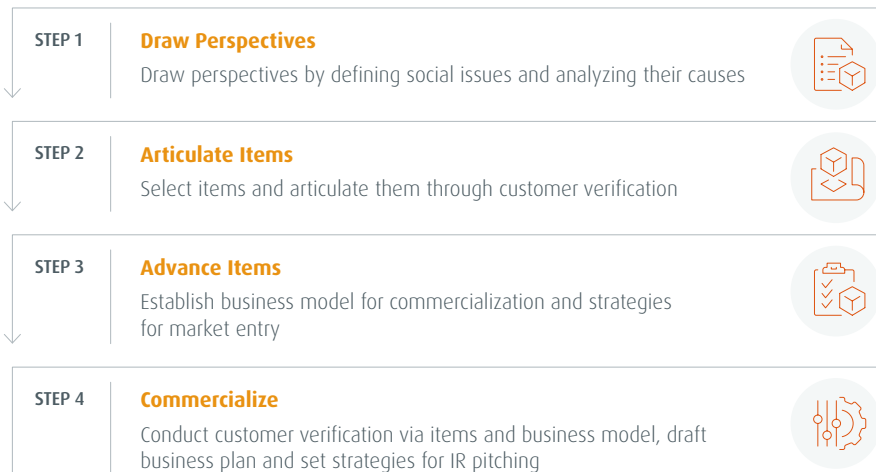 STEP 1
Draw Perspectives
Draw perspectives by defining social issues and analyzing their causes
STEP 2
Articulate Items
Select items and articulate them through customer verification
STEP 3
Advance Items
Establish business model for commercialization and strategies
for market entry
STEP 4
Commercialize
Conduct customer verification via items and business model, draft
business plan and set strategies for IR pitching